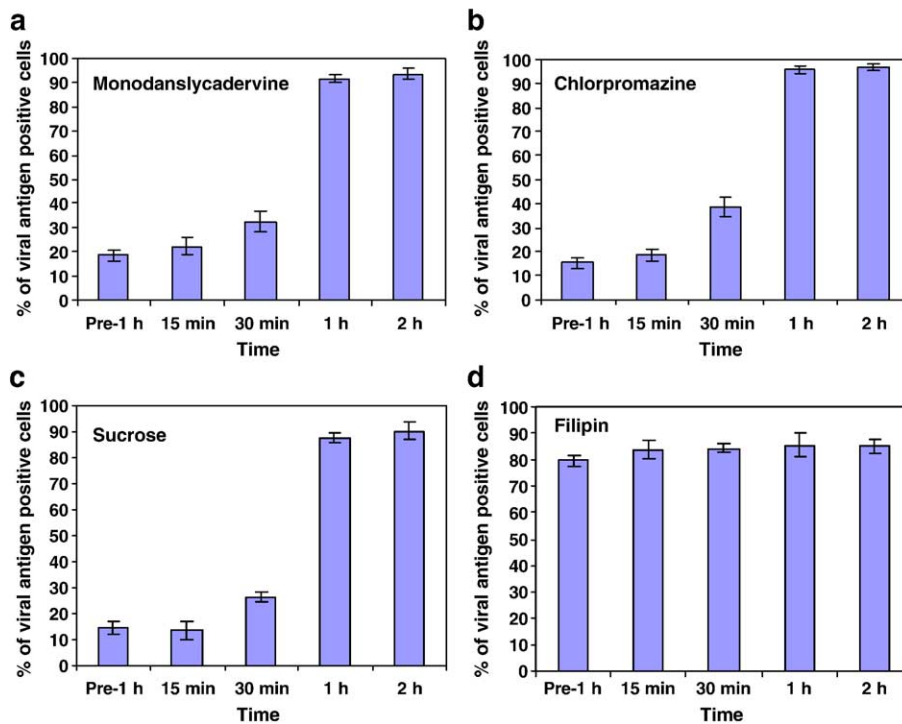 a
% of viral antigen positive cells
Monodanslycadervine
100
90
80
70
60
50
40
30
20
10
0
Pre-1 h 15 min 30 min 1 h 2 h
Time
b
% of viral antigen positive cells
Chlorpromazine
100
90
80
70
60
50
40
30
20
10
0
Pre-1 h 15 min 30 min 1 h 2 h
Time
c
% of viral antigen positive cells
Sucrose
100
90
80
70
60
50
40
30
20
10
0
Pre-1 h 15 min 30 min 1 h 2 h
Time
d
% of viral antigen positive cells
Filipin
100
90
80
70
60
50
40
30
20
10
0
Pre-1 h 15 min 30 min 1 h 2 h
Time